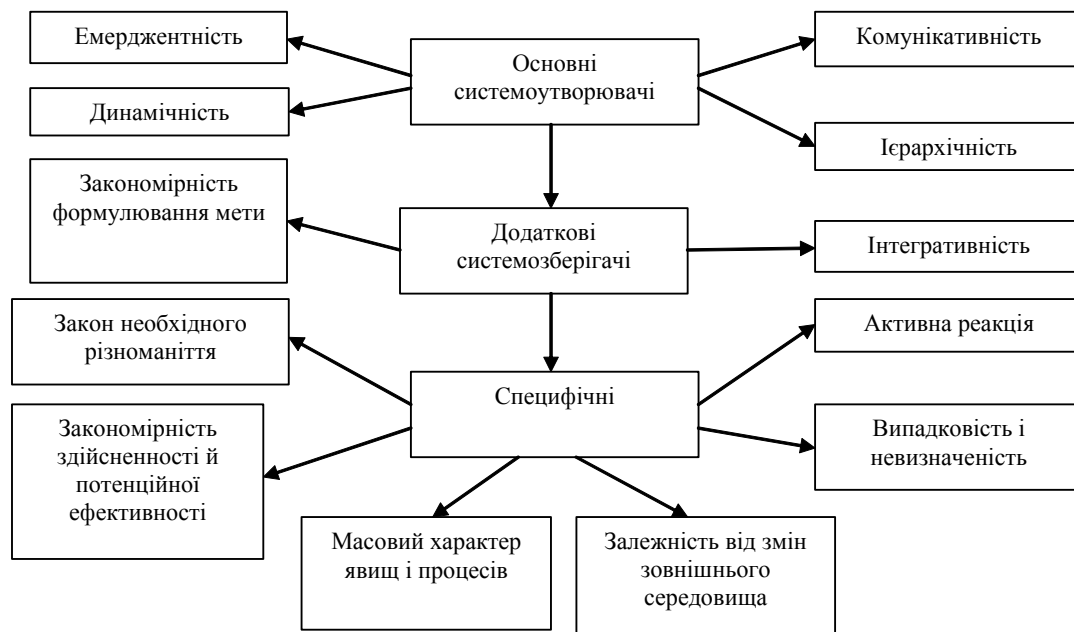 Емерджентність
Комунікативність
Основні
системоутворювачі
Динамічність
Ієрархічність
Закономірність
формулювання мети
Додаткові
системозберігачі
Інтегративність
Закон необхідного
різноманіття
Активна реакція
Специфічні
Закономірність
здійсненності й
потенційної
ефективності
Випадковість і
невизначеність
Масовий характер
явищ і процесів
Залежність від змін
зовнішнього
середовища